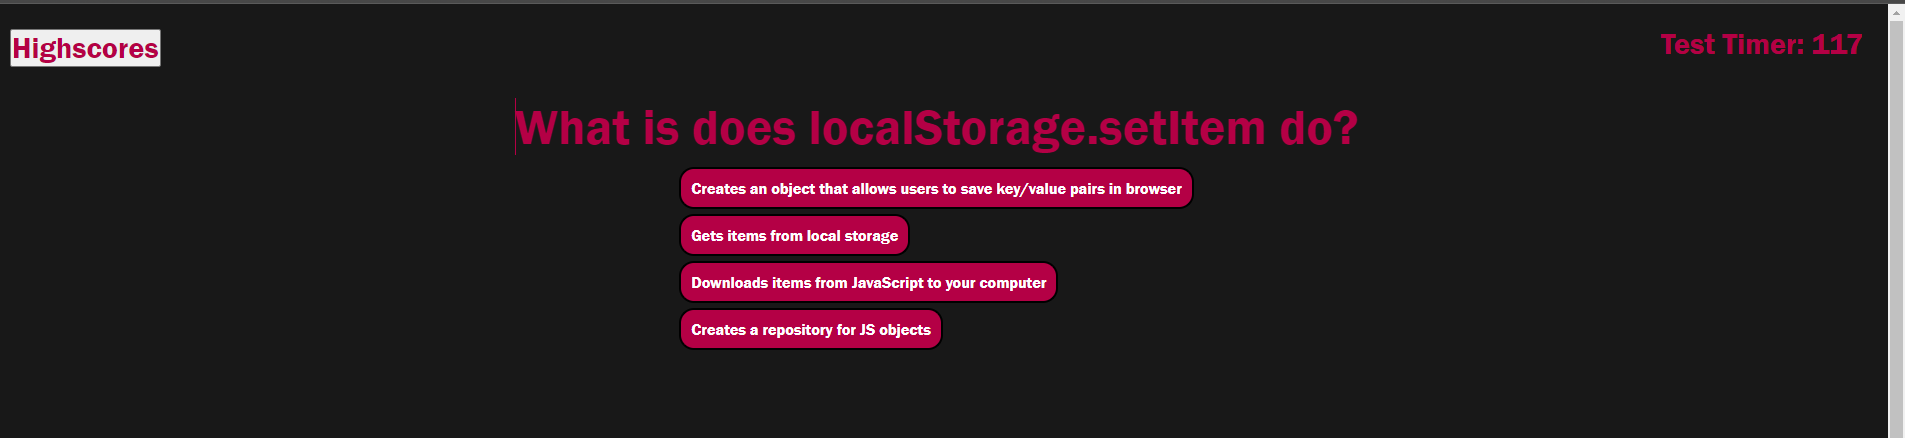 Highscores
Test Timer: 117
What is does localStorage.setItem do?
Creates an object that allows users to save key/value pairs in browser
Gets items from local storage
Downloads items from JavaScript to your computer
Creates a repository for JS objects